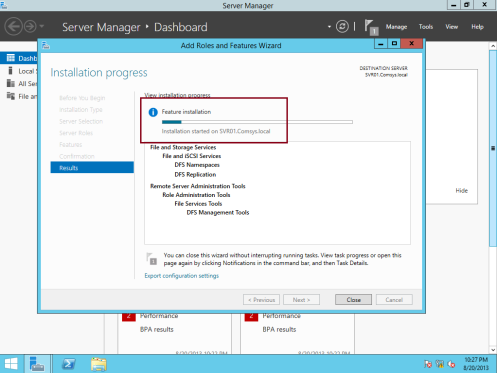 Server Manager
Server Manager • Dashboard
Manage Tools View Help
Add Roles and Features Wizard
Dashb
Local S
All Ser
File an
Installation progress
DESTINATION SERVER
SVR01.Comsys.local
Before You Begin
Installation Type
Server Selection
Server Roles
Features
Confirmation
Results
View installation progress
Feature installation
Installation started on SVR01.Comsys.local
File and Storage Services
File and iSCSI Services
DFS Namespaces
DFS Replication
Remote Server Administration Tools
Role Administration Tools
File Services Tools
DFS Management Tools
You can close this wizard without interrupting running tasks. View task progress or open this
page again by clicking Notifications in the command bar, and then Task Details.
Export configuration settings
< Previous Next > Close Cancel
Hide
2 Performance
BPA results
2 Performance
BPA results
8/20/2013 10:22 PM
8/20/2013 10:22 PM
10:27 PM
8/20/2013